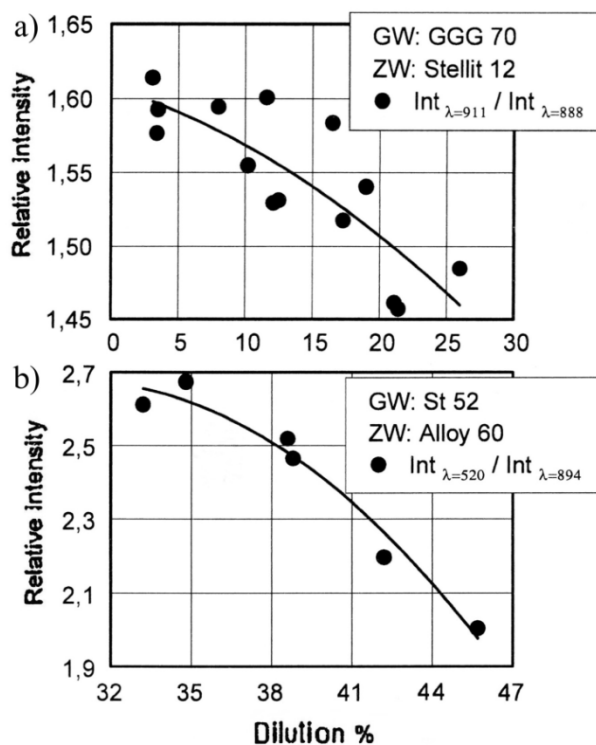 a)
1,65
1,60
1,55
1,50
1,45
Relative Intensity
GW: GGG 70
ZW: Stellit 12
Int λ=911 / Int λ=888
0 5 10 15 20 25 30
b)
2,7
2,5
2,3
2,1
1,9
Relative Intensity
GW: St 52
ZW: Alloy 60
Int λ=520 / Int λ=894
32 35 38 41 44 47
Dilution %